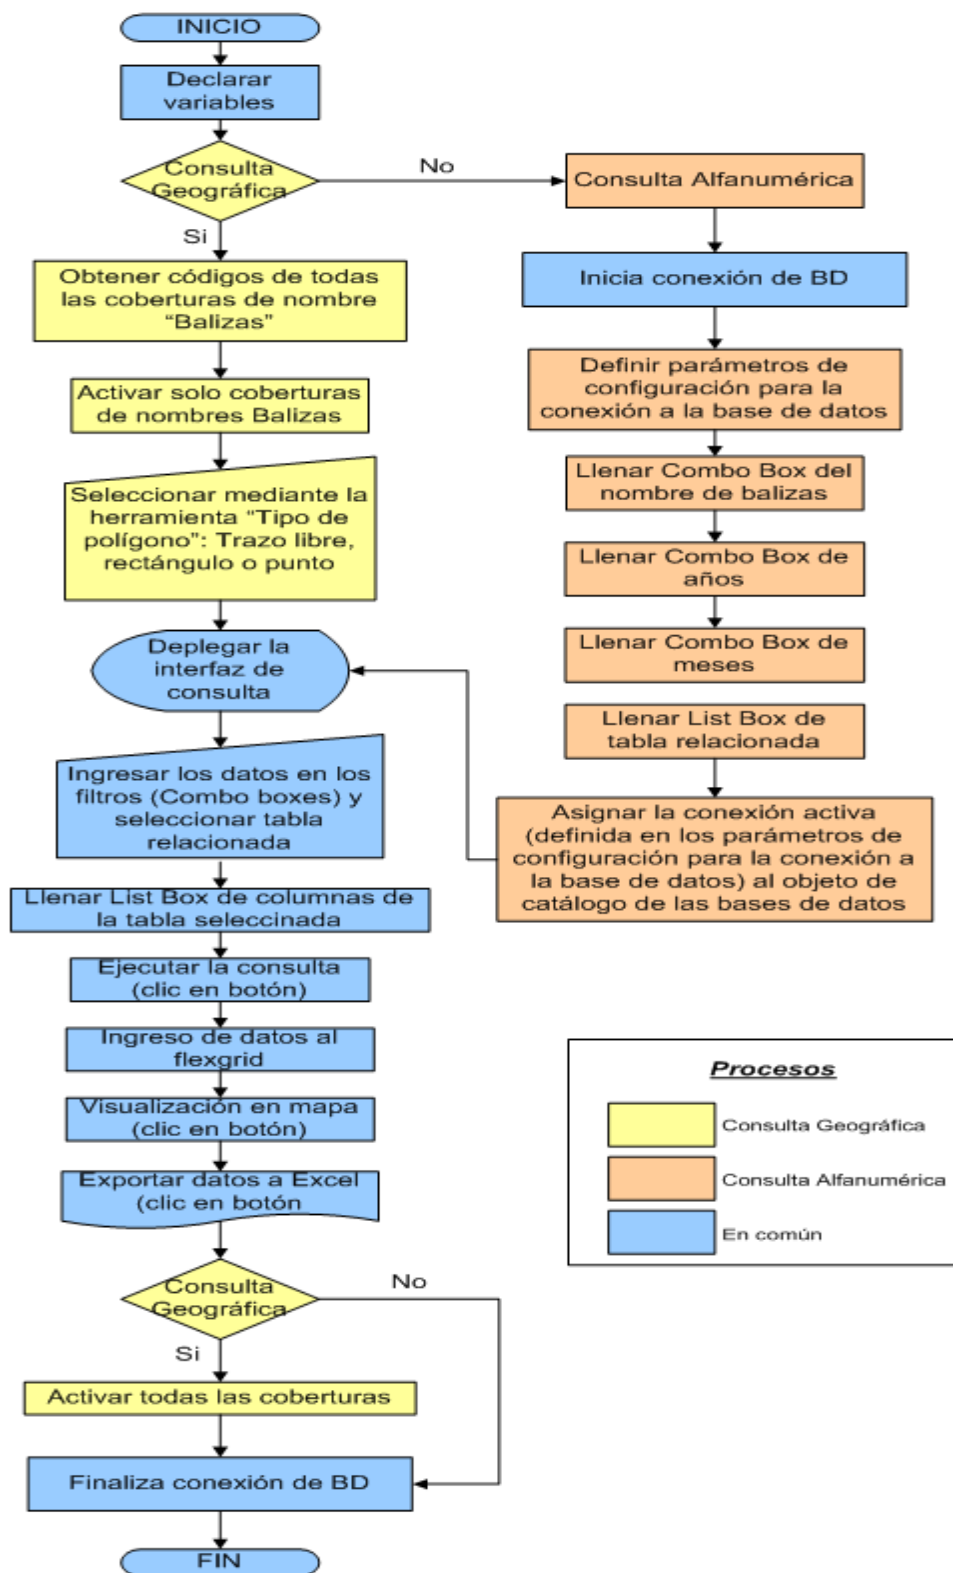 INICIO
Declarar
variables
Consulta
Geográfica
No
Si
Consulta Alfanumérica
Obtener códigos de todas
las coberturas de nombre
“Balizas”
Inicia conexión de BD
Activar solo coberturas
de nombres Balizas
Definir parámetros de
configuración para la
conexión a la base de datos
Seleccionar mediante la
herramienta “Tipo de
polígono”: Trazo libre,
rectángulo o punto
Llenar Combo Box del
nombre de balizas
Llenar Combo Box de
años
Llenar Combo Box de
meses
Llenar List Box de
tabla relacionada
Asignar la conexión activa
(definida en los parámetros de
configuración para la conexión a
la base de datos) al objeto de
catálogo de las bases de datos
Deplegar la
interfaz de
consulta
Ingresar los datos en los
filtros (Combo boxes) y
seleccionar tabla
relacionada
Llenar List Box de columnas de
la tabla seleccinada
Ejecutar la consulta
(clic en botón)
Ingreso de datos al
flexgrid
Visualización en mapa
(clic en botón)
Exportar datos a Excel
(clic en botón
Consulta
Geográfica
No
Si
Activar todas las coberturas
Finaliza conexión de BD
FIN
Procesos
Consulta Geográfica
Consulta Alfanumérica
En común